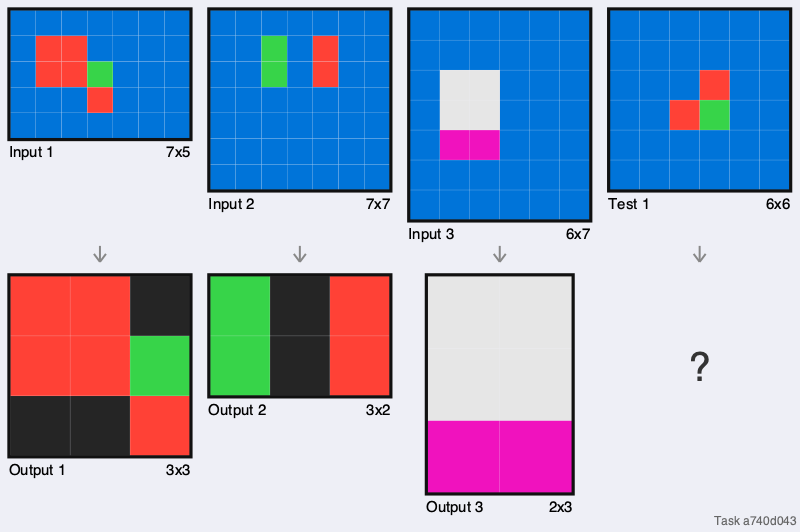 Input 1 7x5
Input 2 7x7
Input 3 6x7
Test 1 6x6
?
Output 1 3x3
Output 2 3x2
Output 3 2x3
Task a740d043